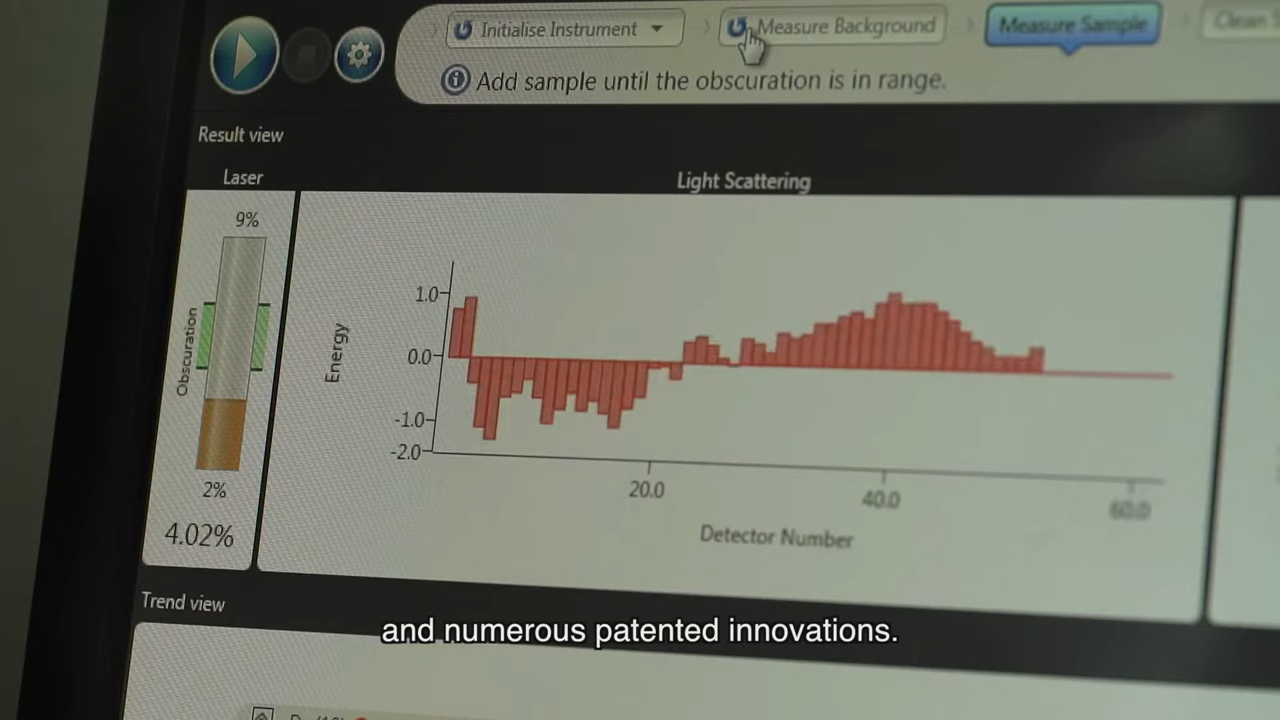 Initialise Instrument
Measure Background
Measure Sample
Clean
Add sample until the obscuration is in range.
Result view
Laser
Light Scattering
9%
Obscuration
2%
4.02%
Energy
1.0
0.0
-1.0
-2.0
20.0
40.0
60.0
Detector Number
Trend view
and numerous patented innovations.